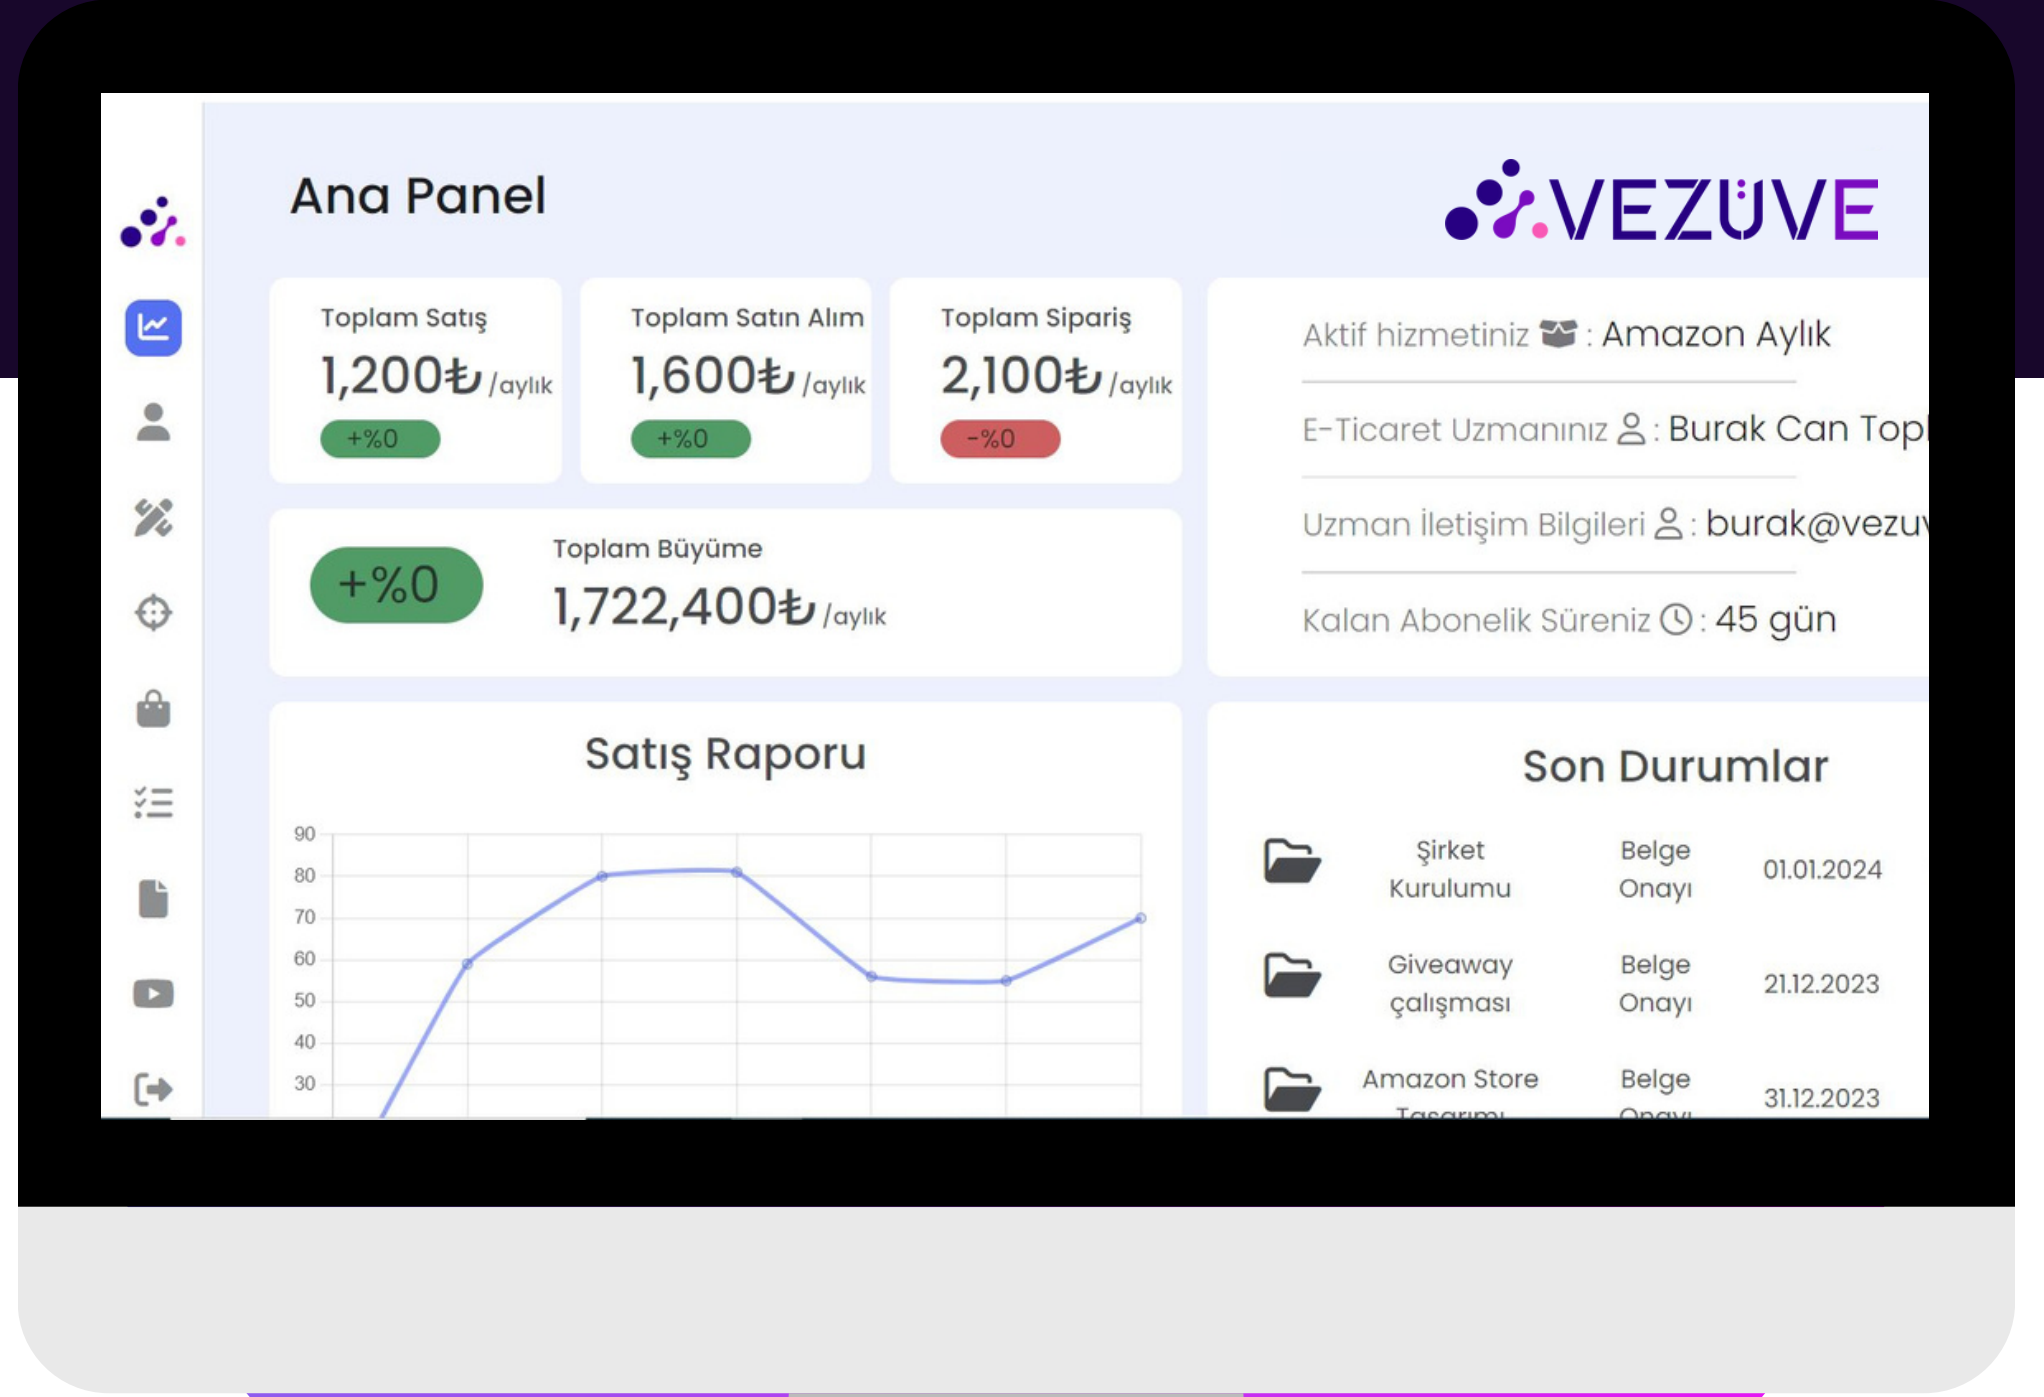 Ana Panel
VEZÜVE
Toplam Satış
1,200₺ /aylık
+%0
Toplam Satın Alım
1,600₺ /aylık
+%0
Toplam Sipariş
2,100₺ /aylık
-%0
Aktif hizmetiniz : Amazon Aylık
E-Ticaret Uzmanınız : Burak Can
Uzman İletişim Bilgileri :
Kalan Abonelik Süreniz : 45 gün
+%0
Toplam Büyüme
1,722,400₺ /aylık
Satış Raporu
90
80
70
60
50
40
30
Son Durumlar
Şirket
Kurulumu
Belge
Onayı
01.01.2024
Giveaway
çalışması
Belge
Onayı
21.12.2023
Amazon Store
Tasarımı
Belge
Onayı
31.12.2023